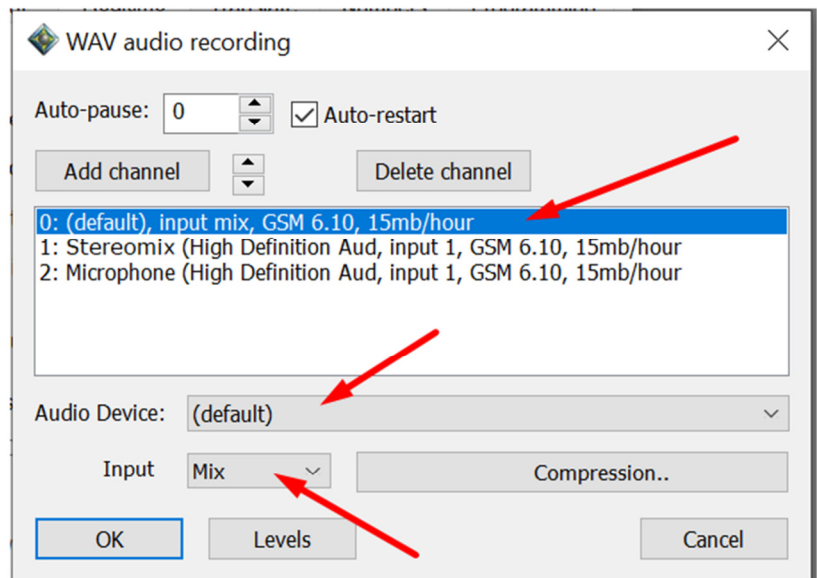 WAV audio recording
Auto-pause: 0 Auto-restart
Add channel Delete channel
0: (default), input mix, GSM 6.10, 15mb/hour
1: Stereomix (High Definition Aud, input 1, GSM 6.10, 15mb/hour
2: Microphone (High Definition Aud, input 1, GSM 6.10, 15mb/hour
Audio Device: (default)
Input Mix Compression..
OK Levels Cancel